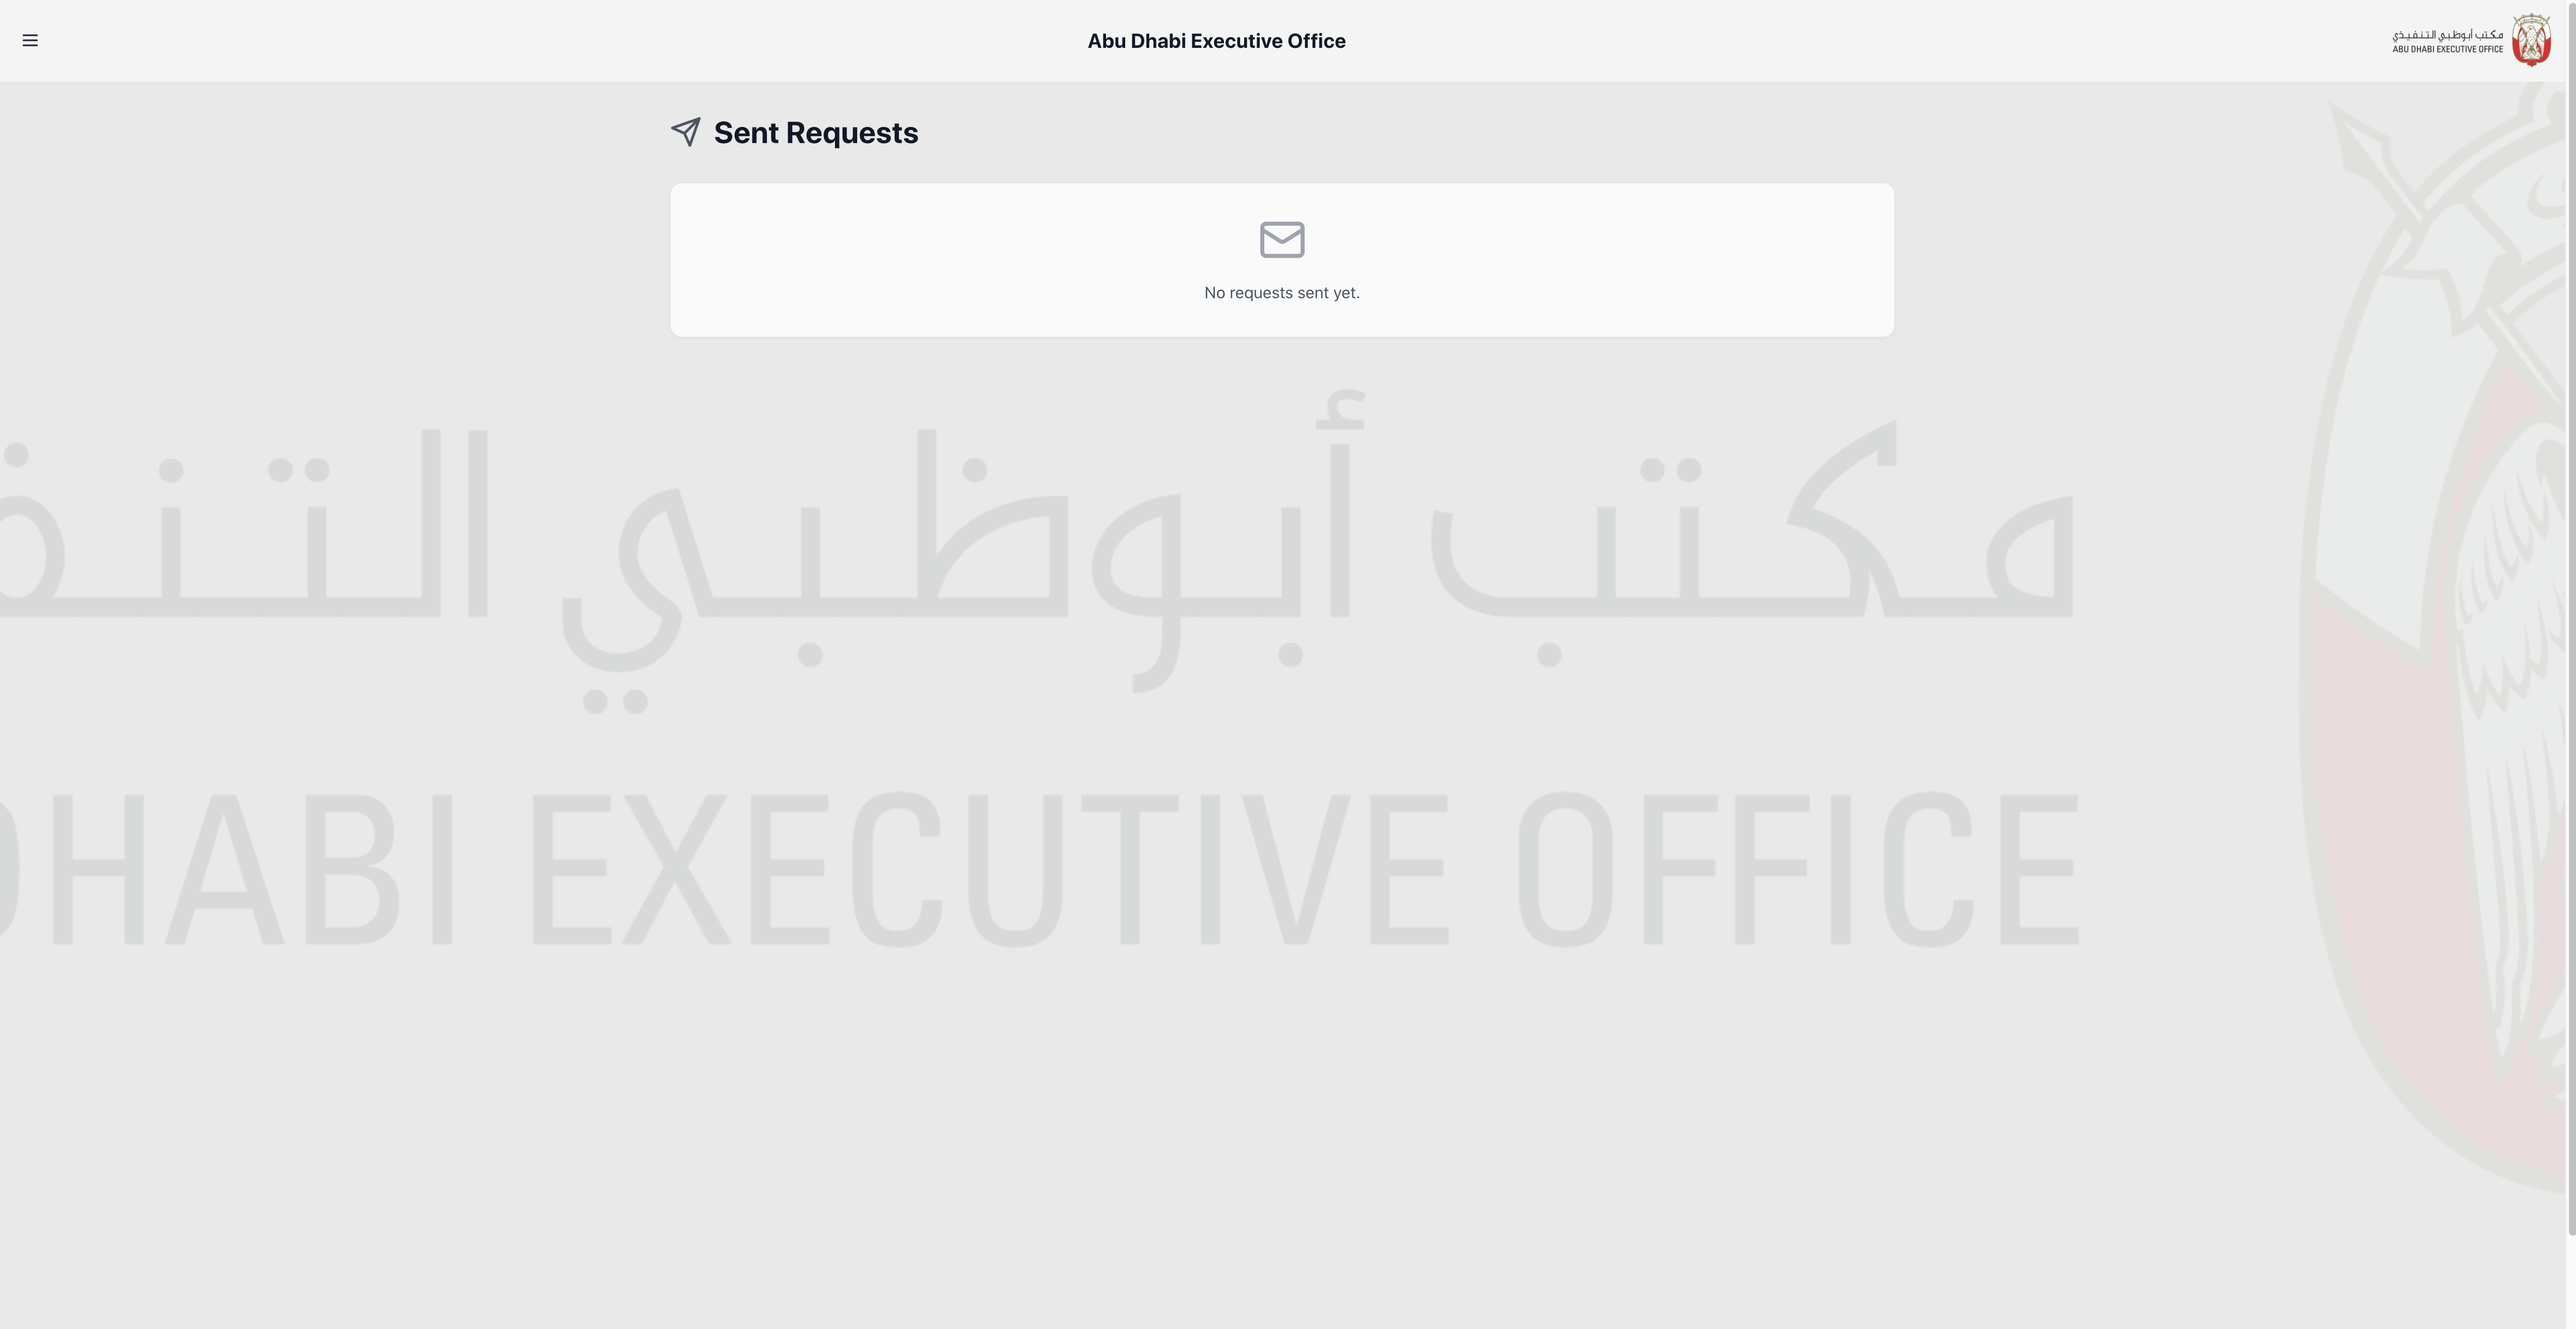 Abu Dhabi Executive Office
مكتب أبوظبي التنفيذي
ABU DHABI EXECUTIVE OFFICE
Sent Requests
No requests sent yet.
مكتب أبوظبي التنف
DHABI EXECUTIVE OFFICE